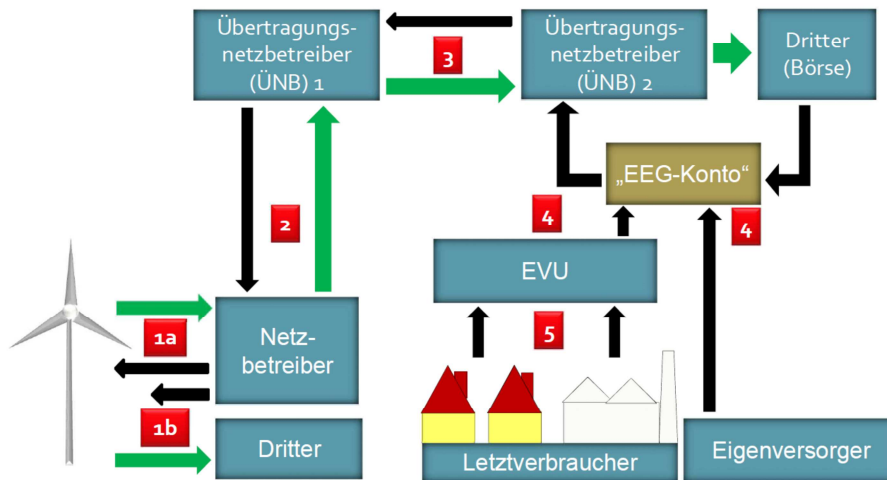 Übertragungs-
netzbetreiber
(ÜNB) 1
3
Übertragungs-
netzbetreiber
(ÜNB) 2
Dritter
(Börse)
„EEG-Konto“
2
4
4
EVU
1a
Netz-
betreiber
5
1b
Dritter
Letztverbraucher
Eigenversorger